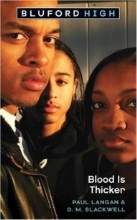 BLUFORD HIGH
PAUL LANGAN &
D. M. BLACKWELL
Blood Is
Thicker